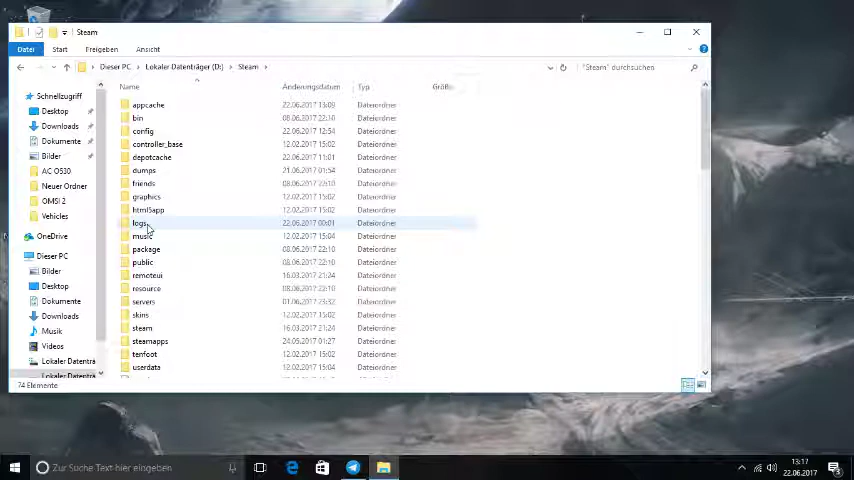 Steam
Datei Start Freigeben Ansicht
Dieser PC Lokaler Datenträger (D:) Steam
"Steam" durchsuchen
Name Änderungsdatum Typ Größe
Schnellzugriff
Desktop
Downloads
Dokumente
Bilder
AC O530
Neuer Ordner
OMSI 2
Vehicles
OneDrive
Dieser PC
Bilder
Desktop
Dokumente
Downloads
Musik
Videos
Lokaler Datenträ
Lokaler Datenträ
appcache 22.06.2017 13:09 Dateiordner
bin 08.06.2017 22:10 Dateiordner
config 22.06.2017 12:54 Dateiordner
controller_base 12.02.2017 15:02 Dateiordner
depotcache 22.06.2017 11:01 Dateiordner
dumps 21.06.2017 01:54 Dateiordner
friends 08.06.2017 22:10 Dateiordner
graphics 12.02.2017 15:02 Dateiordner
html5app 12.02.2017 15:02 Dateiordner
logs 22.06.2017 00:01 Dateiordner
music 12.02.2017 15:04 Dateiordner
package 08.06.2017 22:10 Dateiordner
public 08.06.2017 22:10 Dateiordner
remoteui 16.03.2017 21:24 Dateiordner
resource 08.06.2017 22:10 Dateiordner
servers 01.06.2017 23:32 Dateiordner
skins 12.02.2017 15:02 Dateiordner
steam 16.03.2017 21:24 Dateiordner
steamapps 24.05.2017 01:27 Dateiordner
tenfoot 12.02.2017 15:02 Dateiordner
userdata 12.02.2017 15:04 Dateiordner
74 Elemente
Zur Suche Text hier eingeben
13:17
22.06.2017
3